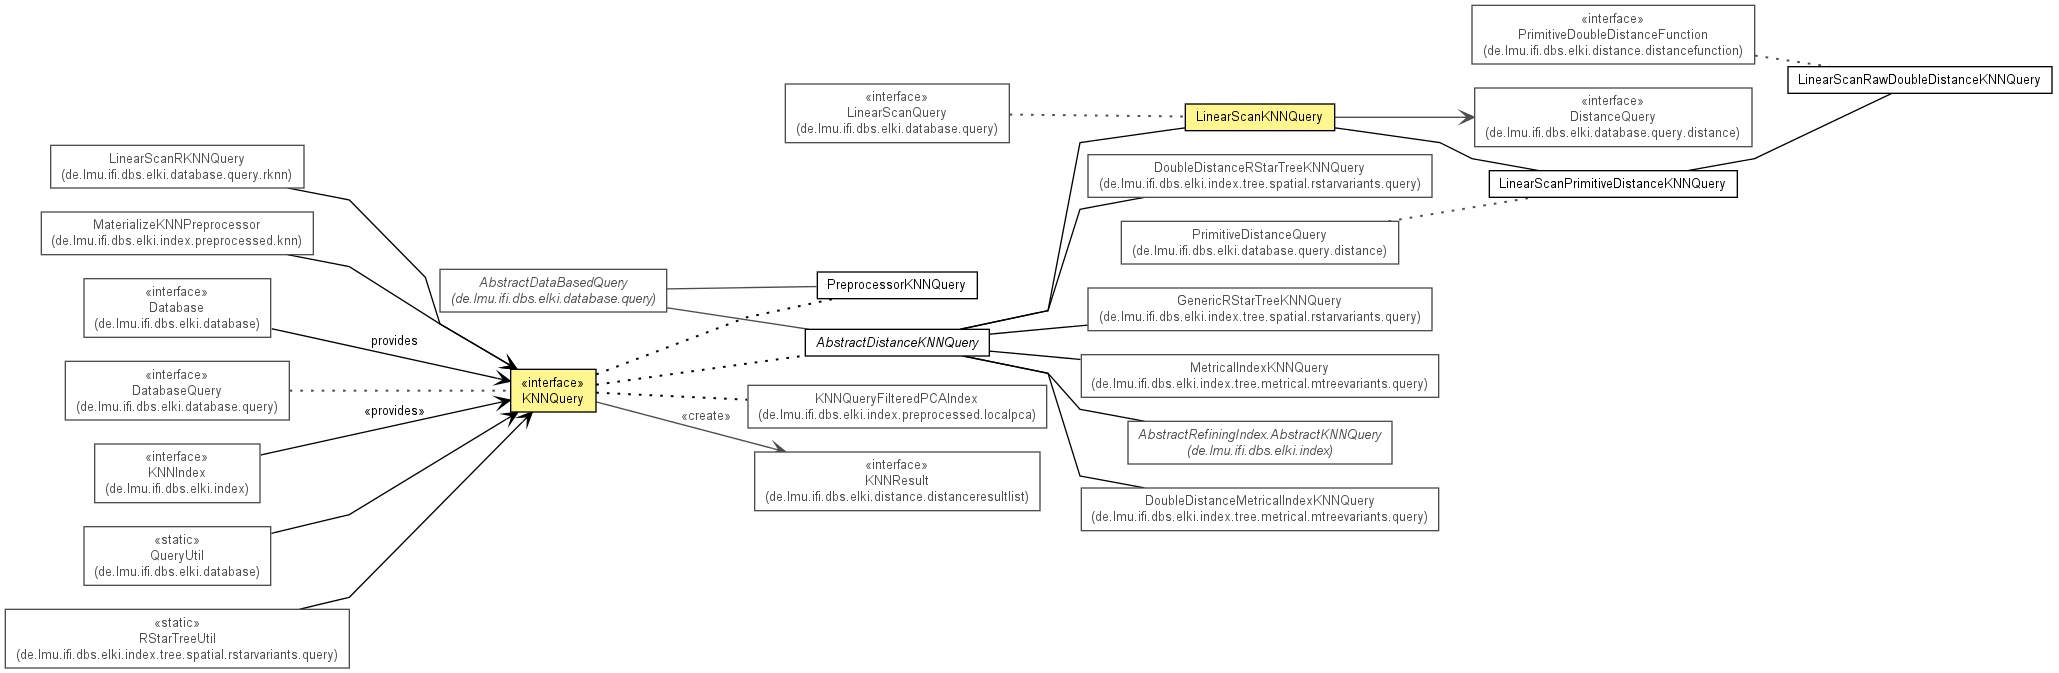 «interface»
PrimitiveDoubleDistanceFunction
(de.lmu.ifi.dbs.elki.distance.distancefunction)
LinearScanRawDoubleDistanceKNNQuery
«interface»
LinearScanQuery
(de.lmu.ifi.dbs.elki.database.query)
LinearScanKNNQuery
«interface»
DistanceQuery
(de.lmu.ifi.dbs.elki.database.query.distance)
LinearScanRKNNQuery
(de.lmu.ifi.dbs.elki.database.query.rknn)
DoubleDistanceRStarTreeKNNQuery
(de.lmu.ifi.dbs.elki.index.tree.spatial.rstarvariants.query)
LinearScanPrimitiveDistanceKNNQuery
MaterializeKNNPreprocessor
(de.lmu.ifi.dbs.elki.index.preprocessed.knn)
PrimitiveDistanceQuery
(de.lmu.ifi.dbs.elki.database.query.distance)
«interface»
Database
(de.lmu.ifi.dbs.elki.database)
AbstractDataBasedQuery
(de.lmu.ifi.dbs.elki.database.query)
PreprocessorKNNQuery
GenericRStarTreeKNNQuery
(de.lmu.ifi.dbs.elki.index.tree.spatial.rstarvariants.query)
provides
AbstractDistanceKNNQuery
«interface»
DatabaseQuery
(de.lmu.ifi.dbs.elki.database.query)
«interface»
KNNQuery
MetricalIndexKNNQuery
(de.lmu.ifi.dbs.elki.index.tree.metrical.mtreevariants.query)
«provides»
«create»
KNNQueryFilteredPCAIndex
(de.lmu.ifi.dbs.elki.index.preprocessed.localpca)
AbstractRefiningIndex.AbstractKNNQuery
(de.lmu.ifi.dbs.elki.index)
«interface»
KNNIndex
(de.lmu.ifi.dbs.elki.index)
«interface»
KNNResult
(de.lmu.ifi.dbs.elki.distance.distanceresultlist)
DoubleDistanceMetricalIndexKNNQuery
(de.lmu.ifi.dbs.elki.index.tree.metrical.mtreevariants.query)
«static»
QueryUtil
(de.lmu.ifi.dbs.elki.database)
«static»
RStarTreeUtil
(de.lmu.ifi.dbs.elki.index.tree.spatial.rstarvariants.query)